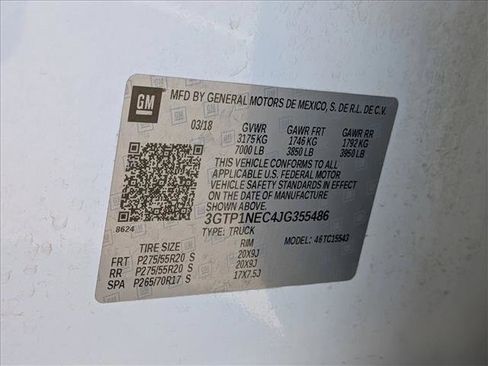 GM
MFD BY GENERAL MOTORS DE MEXICO, S. DE R.L. DE C.V.
03/18 GVWR GAWR FRT GAWR RR
3175 KG 1746 KG 1792 KG
7000 LB 3850 LB 3950 LB
THIS VEHICLE CONFORMS TO ALL
APPLICABLE U.S. FEDERAL MOTOR
VEHICLE SAFETY STANDARDS IN EFFECT
ON THE DATE OF MANUFACTURE
SHOWN ABOVE.
8624 3GTP1NEC4JG355486
TYPE: TRUCK
TIRE SIZE RIM MODEL: 46TC15543
FRT P275/55R20 S 20X9J
RR P275/55R20 S 20X9J
SPA P265/70R17 S 17X7.5J